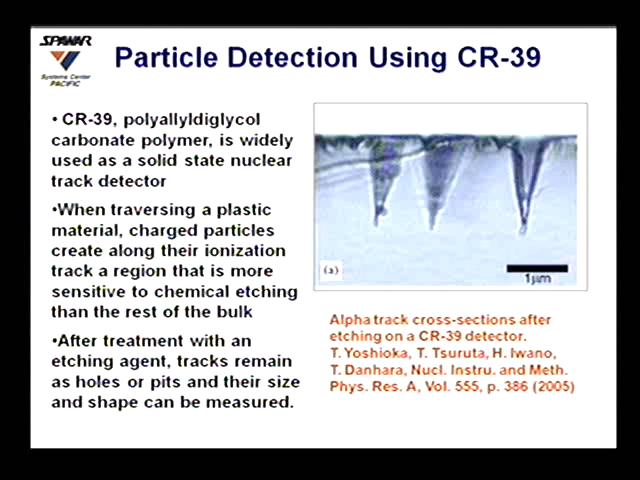 SPAWAR
Systems Center
PACIFIC
Particle Detection Using CR-39
• CR-39, polyallyldiglycol
carbonate polymer, is widely
used as a solid state nuclear
track detector
•When traversing a plastic
material, charged particles
create along their ionization
track a region that is more
sensitive to chemical etching
than the rest of the bulk
•After treatment with an
etching agent, tracks remain
as holes or pits and their size
and shape can be measured.
(a)
1μm
Alpha track cross-sections after
etching on a CR-39 detector.
T. Yoshioka, T. Tsuruta, H. Iwano,
T. Danhara, Nucl. Instru. and Meth.
Phys. Res. A, Vol. 555, p. 386 (2005)